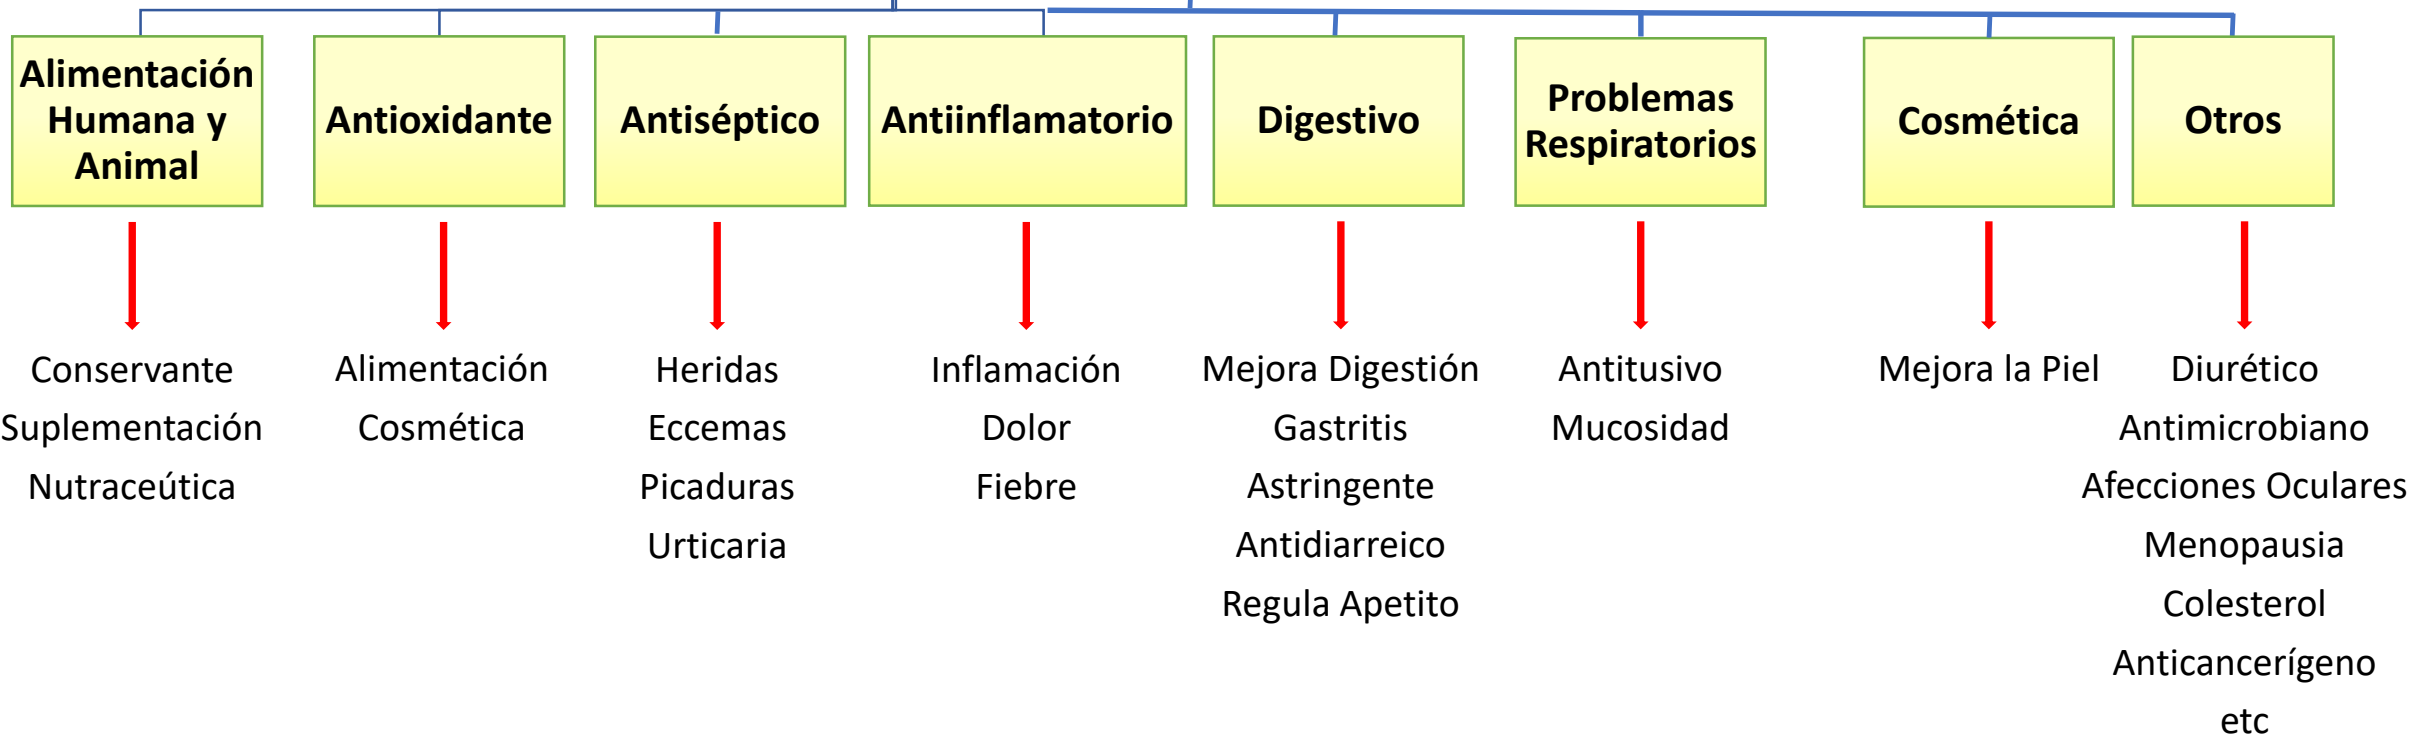 Alimentación
Humana y
Animal
Antioxidante
Antiséptico
Antiinflamatorio
Digestivo
Problemas
Respiratorios
Cosmética
Otros
Conservante
Suplementación
Nutraceútica
Alimentación
Cosmética
Heridas
Eccemas
Picaduras
Urticaria
Inflamación
Dolor
Fiebre
Mejora Digestión
Gastritis
Astringente
Antidiarreico
Regula Apetito
Antitusivo
Mucosidad
Mejora la Piel
Diurético
Antimicrobiano
Afecciones Oculares
Menopausia
Colesterol
Anticancerígeno
etc